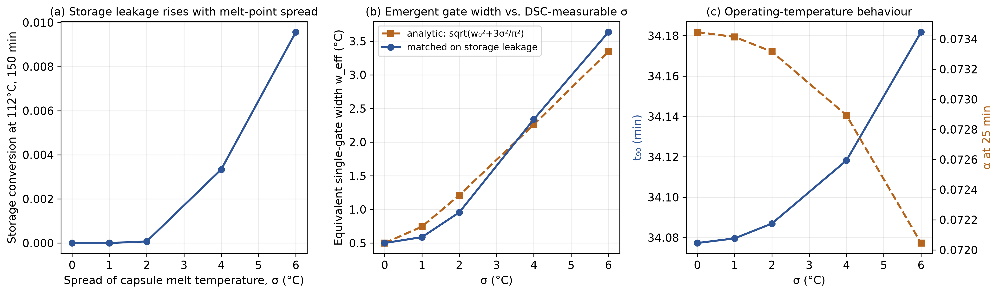 (a) Storage leakage rises with melt-point spread
Storage conversion at 112°C, 150 min
0.010
0.008
0.006
0.004
0.002
0.000
0 1 2 3 4 5 6
Spread of capsule melt temperature, σ (°C)
(b) Emergent gate width vs. DSC-measurable σ
Equivalent single-gate width w_eff (°C)
analytic: sqrt(w₀²+3σ²/π²)
matched on storage leakage
3.5
3.0
2.5
2.0
1.5
1.0
0.5
0 1 2 3 4 5 6
σ (°C)
(c) Operating-temperature behaviour
t₉₀ (min)
34.18
34.16
34.14
34.12
34.10
34.08
0 1 2 3 4 5 6
σ (°C)
0.0734
0.0732
0.0730
0.0728
0.0726
0.0724
0.0722
0.0720
α at 25 min